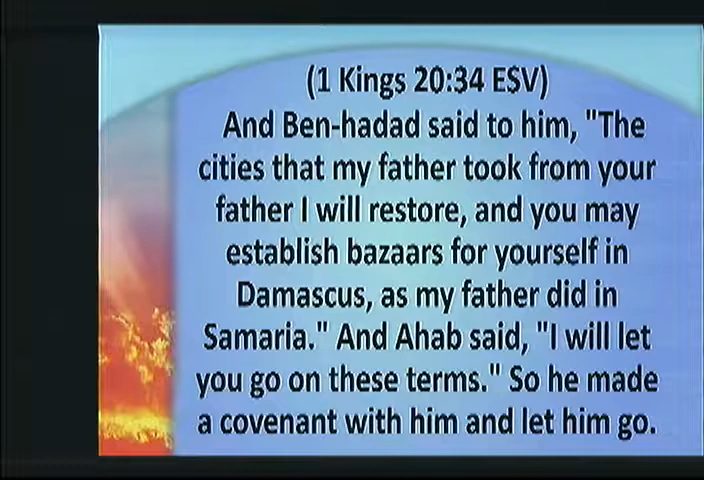 (1 Kings 20:34 ESV)
And Ben-hadad said to him, "The
cities that my father took from your
father I will restore, and you may
establish bazaars for yourself in
Damascus, as my father did in
Samaria." And Ahab said, "I will let
you go on these terms." So he made
a covenant with him and let him go.